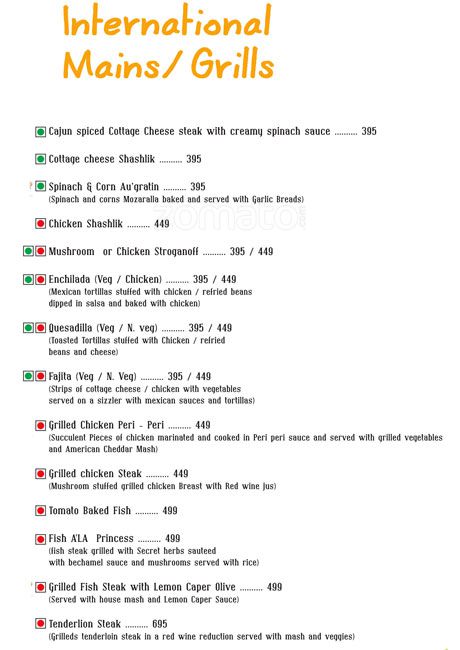 International
Mains/ Grills
Cajun spiced Cottage Cheese steak with creamy spinach sauce .......... 395
Cottage cheese Shashlik .......... 395
Spinach & Corn Au'gratin .......... 395
(Spinach and corns Mozaralla baked and served with Garlic Breads)
zomato.com
Chicken Shashlik .......... 449
Mushroom or Chicken Stroganoff .......... 395 / 449
Enchilada (Veg / Chicken) .......... 395 / 449
(Mexican tortillas stuffed with chicken / refried beans
dipped in salsa and baked with chicken)
Quesadilla (Veg / N. veg) .......... 395 / 449
(Toasted Tortillas stuffed with Chicken / refried
beans and cheese)
Fajita (Veg / N. Veg) .......... 395 / 449
(Strips of cottage cheese / chicken with vegetables
served on a sizzler with mexican sauces and tortillas)
Grilled Chicken Peri - Peri .......... 449
(Succulent Pieces of chicken marinated and cooked in Peri peri sauce and served with grilled vegetables
and American Cheddar Mash)
Grilled chicken Steak .......... 449
(Mushroom stuffed grilled chicken Breast with Red wine jus)
Tomato Baked Fish .......... 499
Fish A'LA Princess .......... 499
(fish steak grilled with Secret herbs sauteed
with bechamel sauce and mushrooms served with rice)
Grilled Fish Steak with Lemon Caper Olive .......... 499
(Served with house mash and Lemon Caper Sauce)
Tenderlion Steak .......... 695
(Grilleds tenderloin steak in a red wine reduction served with mash and veggies)